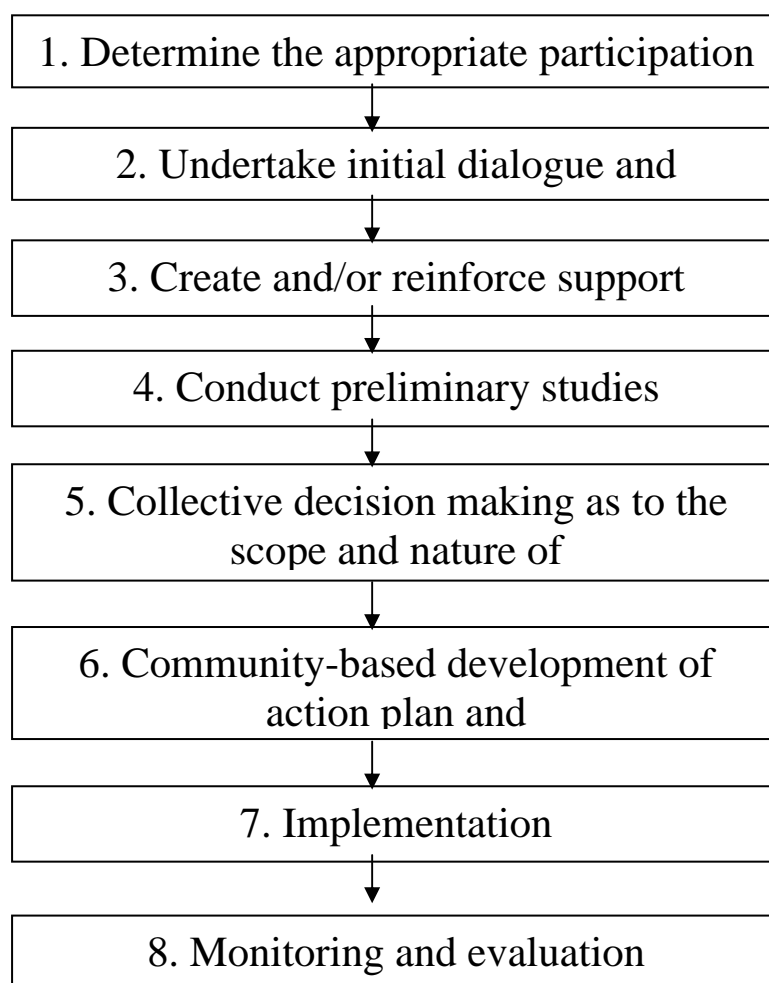 1. Determine the appropriate participation
2. Undertake initial dialogue and
3. Create and/or reinforce support
4. Conduct preliminary studies
5. Collective decision making as to the
scope and nature of
6. Community-based development of
action plan and
7. Implementation
8. Monitoring and evaluation